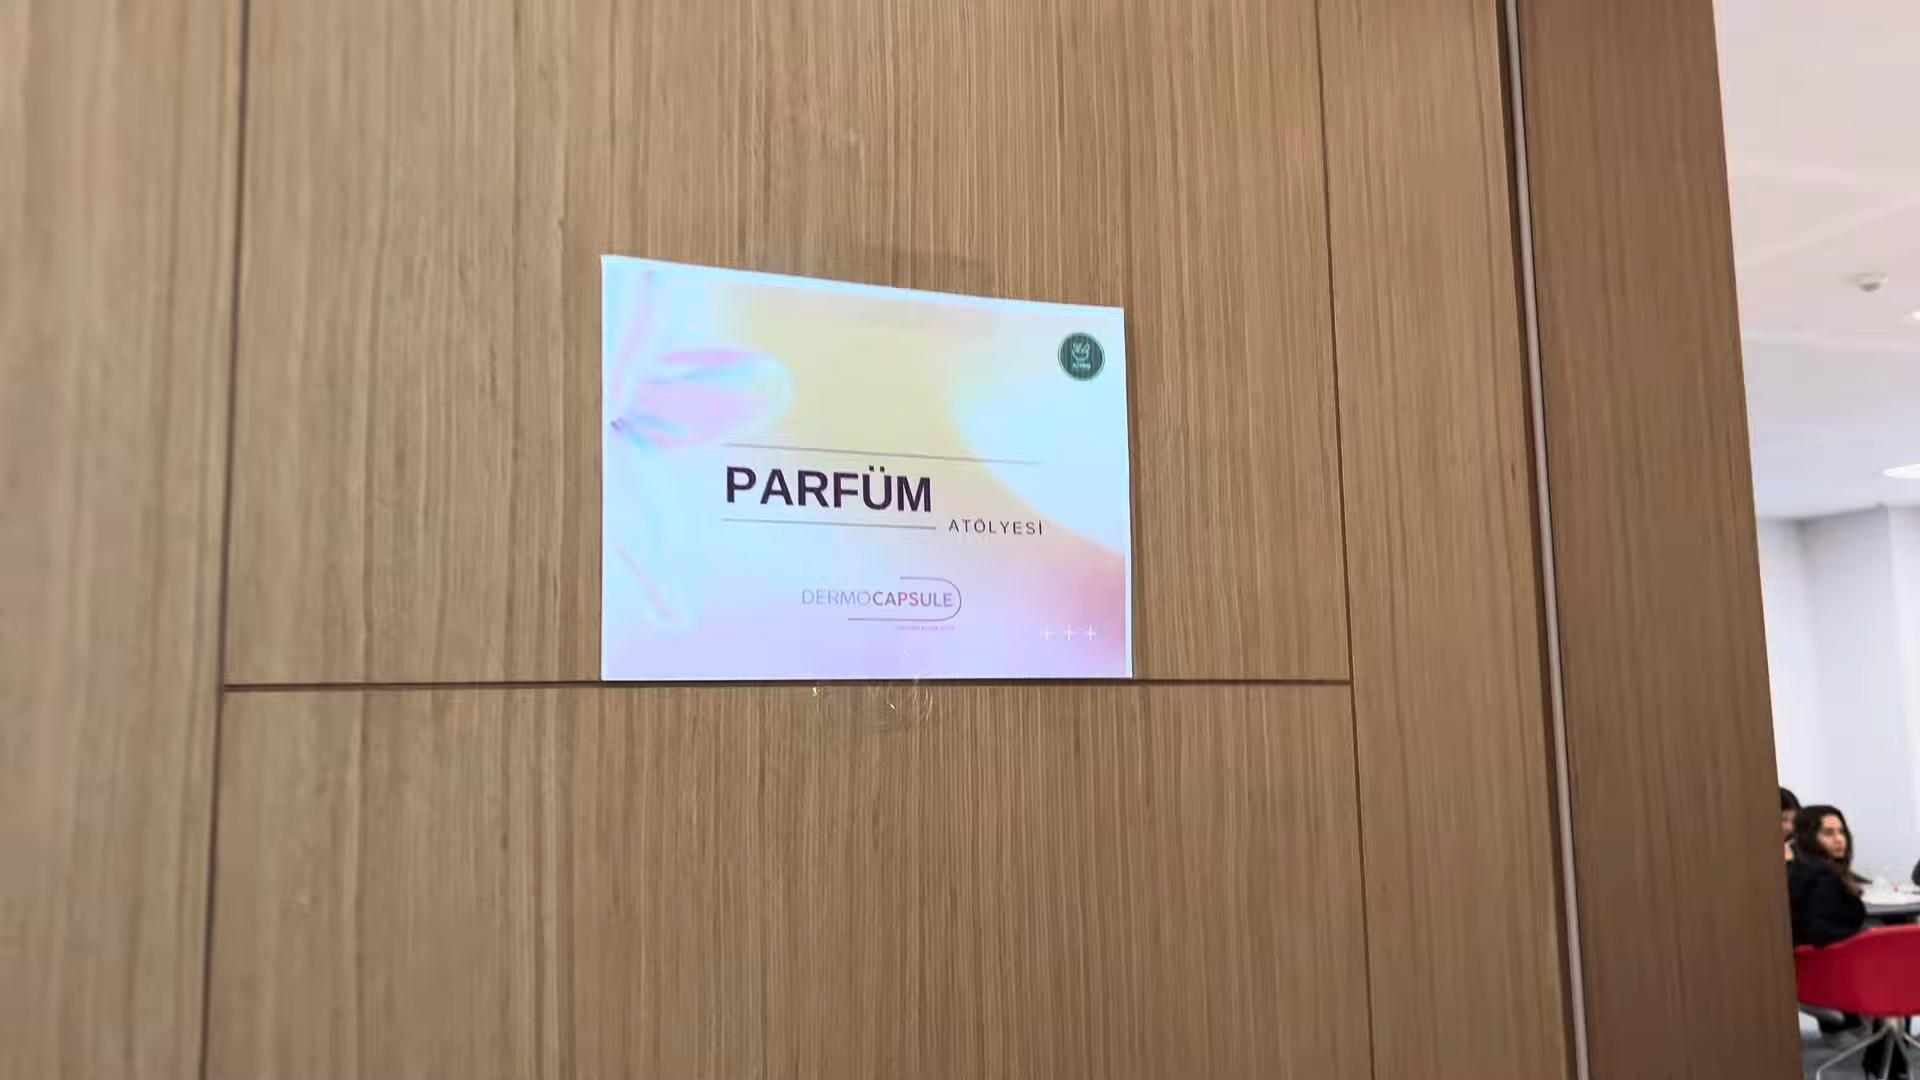 PARFÜM
ATÖLYESİ
DERMOCAPSULE
+ + +